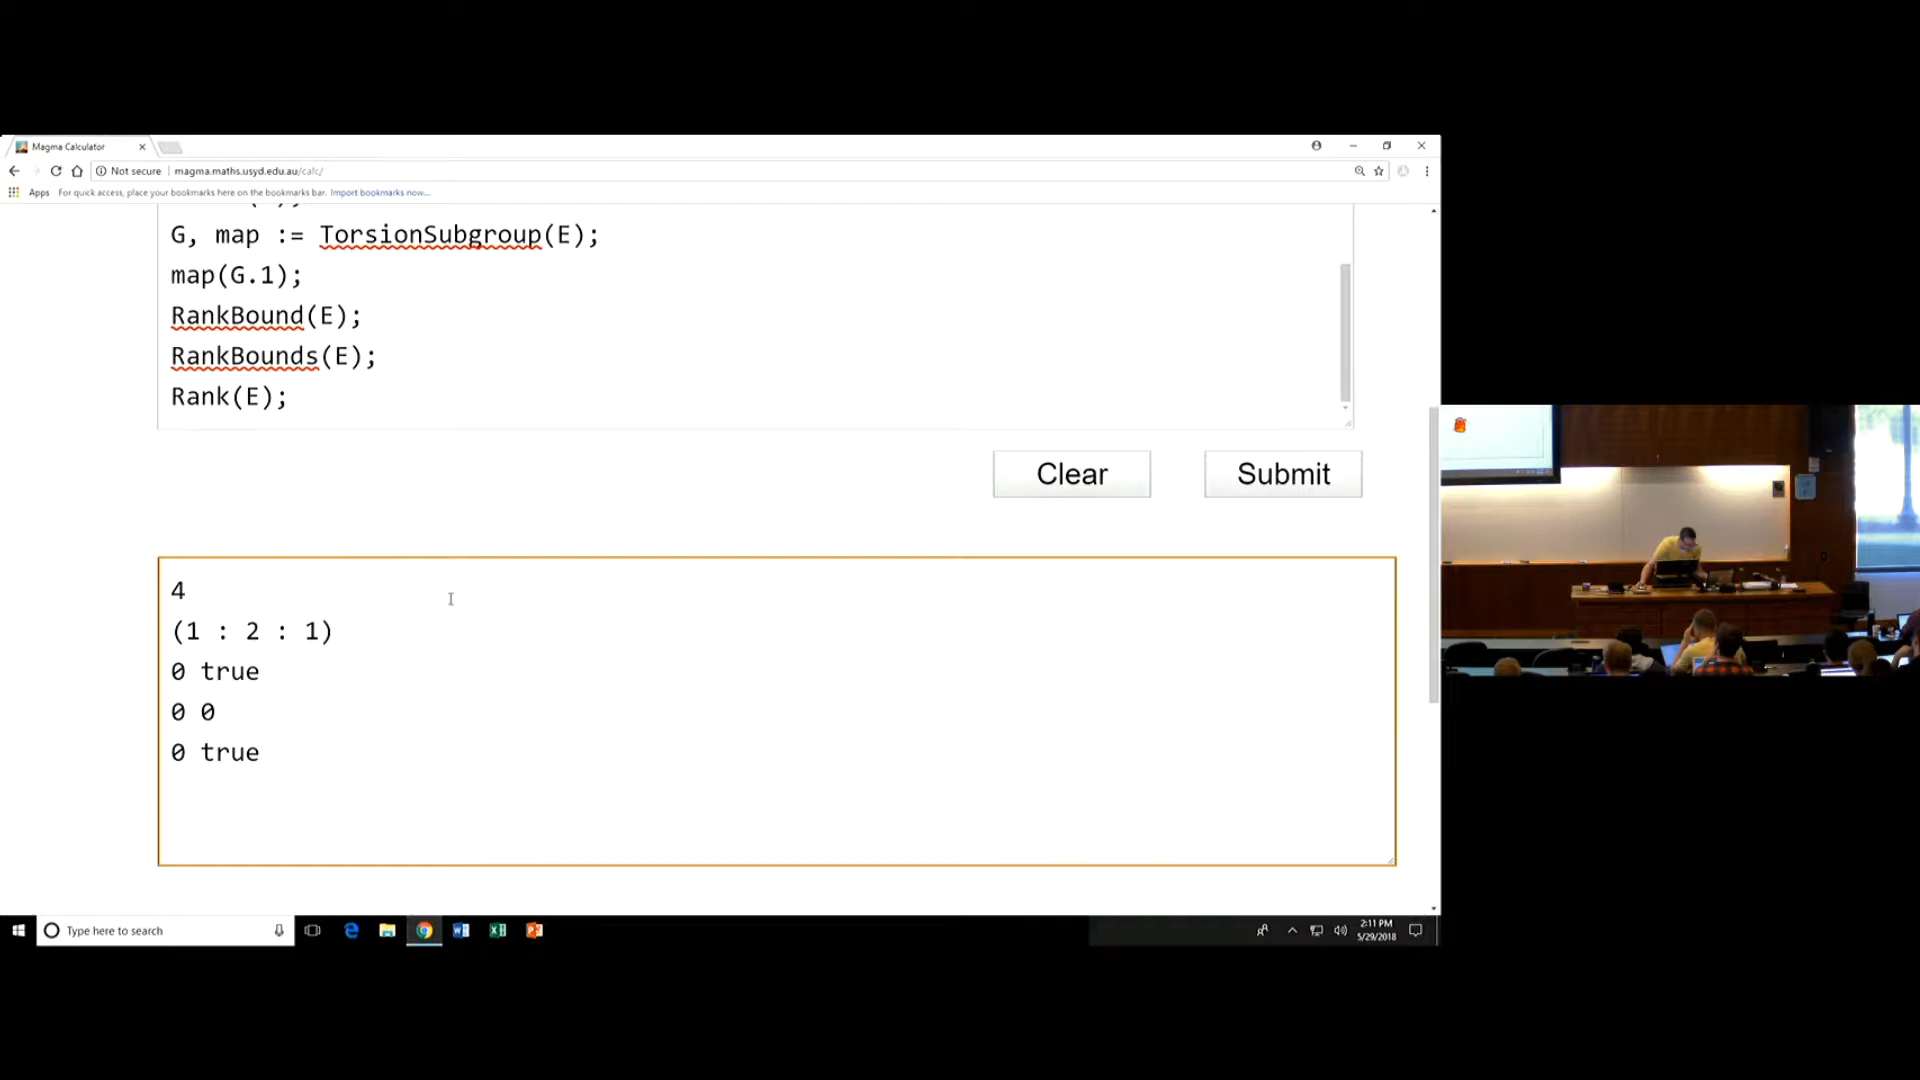 Magma Calculator
Not secure
magma.maths.usyd.edu.au/calc/
Apps
For quick access, place your bookmarks here on the bookmarks bar. Import bookmarks now...
G, map := TorsionSubgroup(E);
map(G.1);
RankBound(E);
RankBounds(E);
Rank(E);
Clear
Submit
4
(1 : 2 : 1)
0 true
0 0
0 true
Type here to search
2:11 PM
5/29/2018